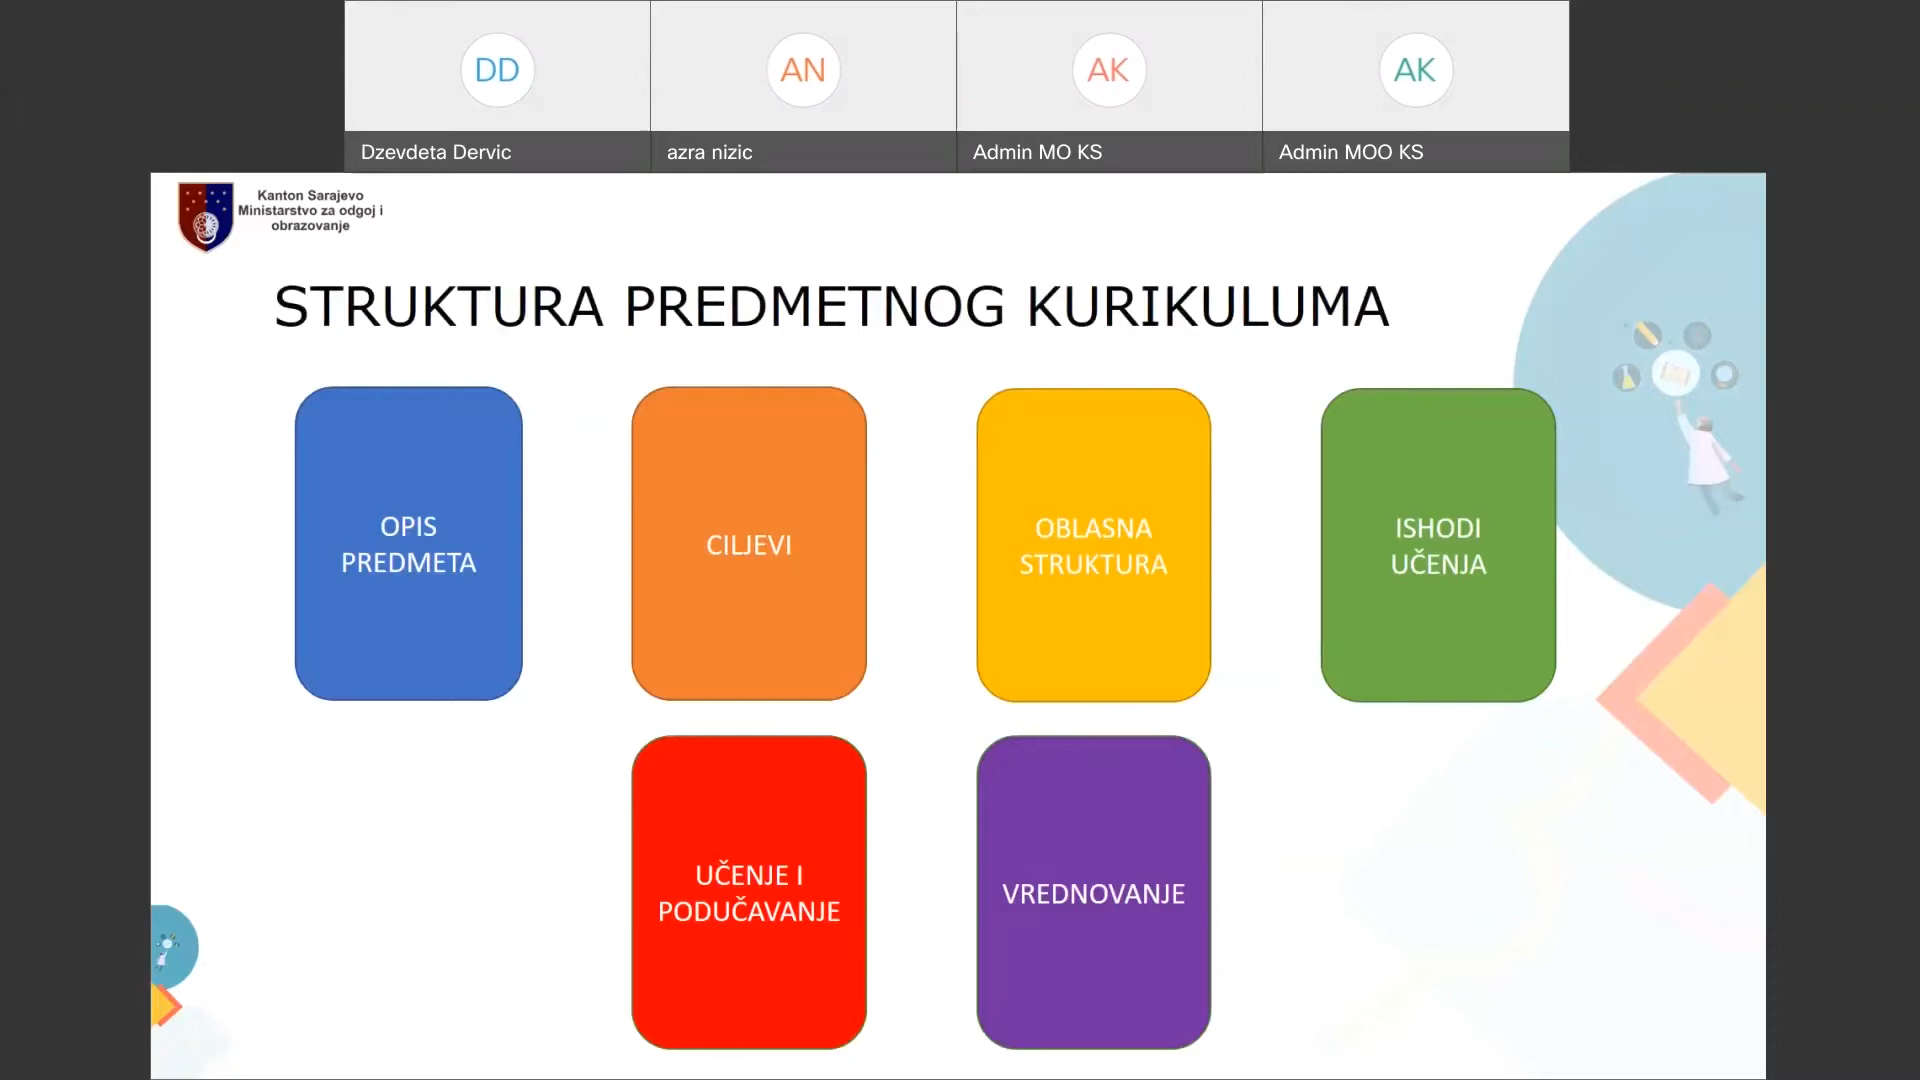 DD
AN
AK
AK
Dzevdeta Dervic
azra nizic
Admin MO KS
Admin MOO KS
Kanton Sarajevo
Ministarstvo za odgoj i
obrazovanje
STRUKTURA PREDMETNOG KURIKULUMA
OPIS
PREDMETA
CILJEVI
OBLASNA
STRUKTURA
ISHODI
UČENJA
UČENJE I
PODUČAVANJE
VREDNOVANJE